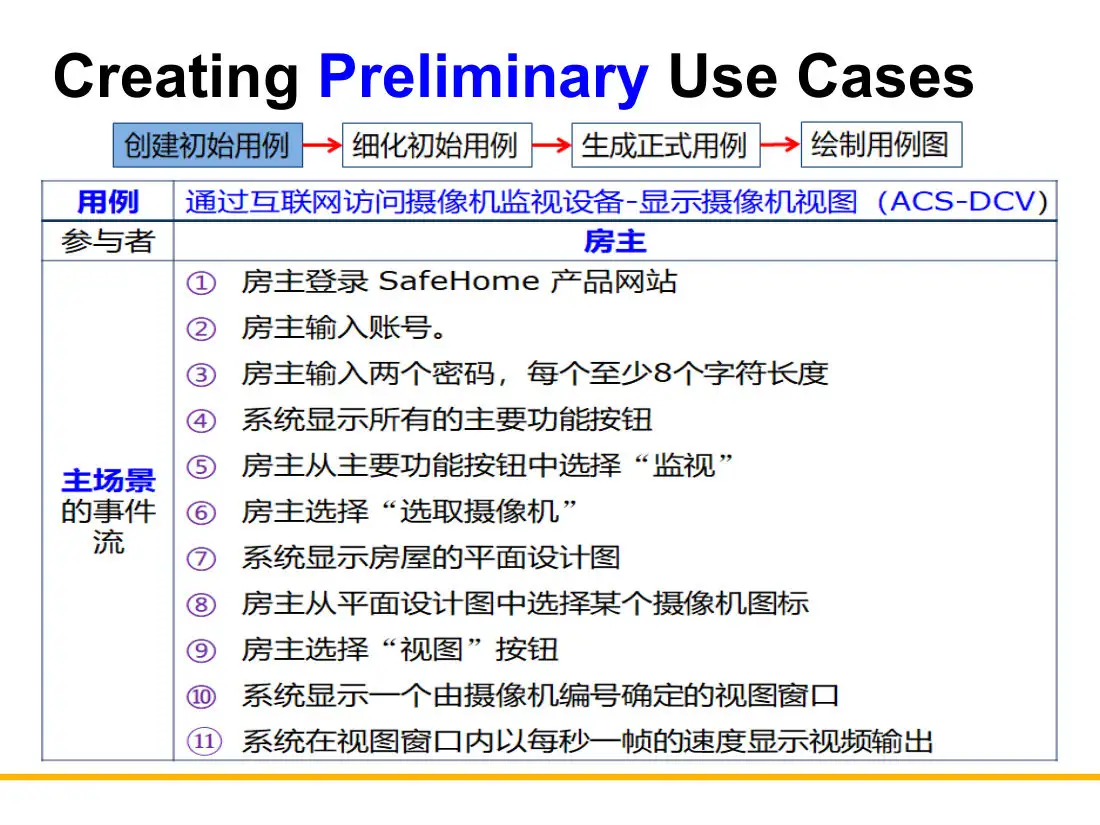 Creating Preliminary Use Cases
创建初始用例 细化初始用例 生成正式用例 绘制用例图
用例 通过互联网访问摄像机监视设备-显示摄像机视图（ACS-DCV)
参与者 房主
主场景的事件流
① 房主登录 SafeHome 产品网站
② 房主输入账号。
③ 房主输入两个密码，每个至少8个字符长度
④ 系统显示所有的主要功能按钮
⑤ 房主从主要功能按钮中选择“监视”
⑥ 房主选择“选取摄像机”
⑦ 系统显示房屋的平面设计图
⑧ 房主从平面设计图中选择某个摄像机图标
⑨ 房主选择“视图”按钮
⑩ 系统显示一个由摄像机编号确定的视图窗口
⑪ 系统在视图窗口内以每秒一帧的速度显示视频输出